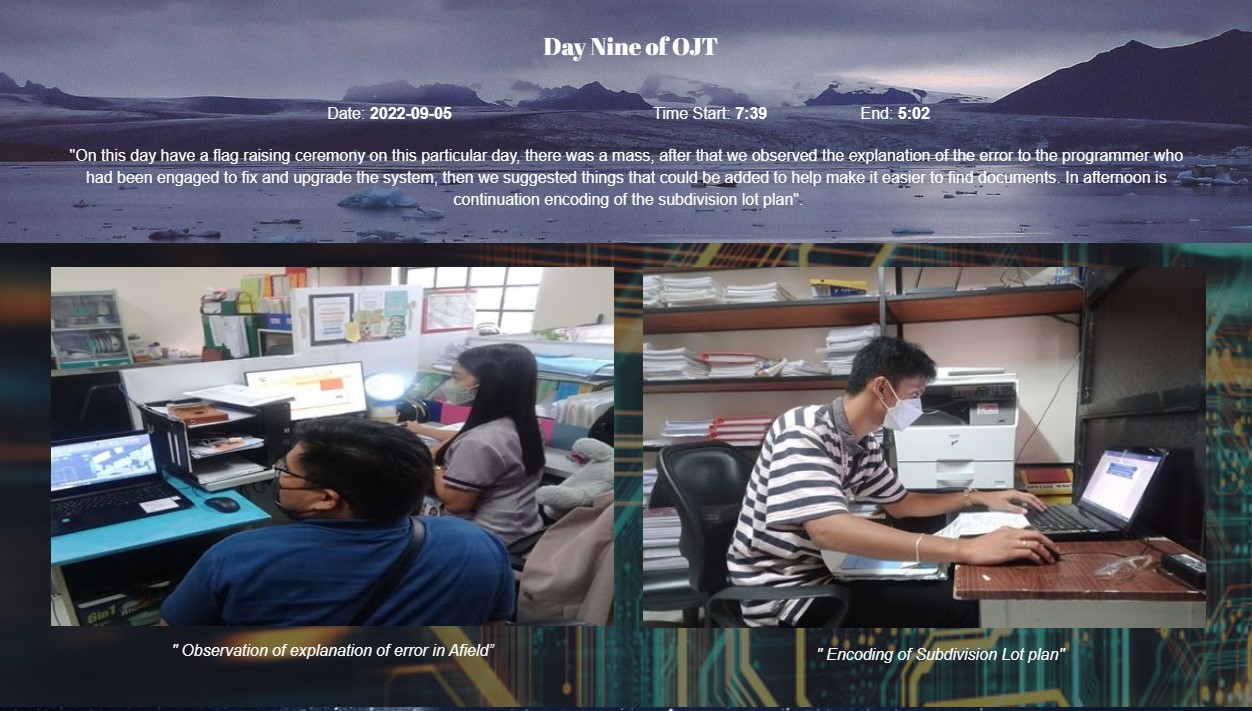 Day Nine of OJT
Date: 2022-09-05 Time Start: 7:39 End: 5:02
"On this day have a flag raising ceremony on this particular day, there was a mass, after that we observed the explanation of the error to the programmer who
had been engaged to fix and upgrade the system, then we suggested things that could be added to help make it easier to find documents. In afternoon is
continuation encoding of the subdivision lot plan".
6in1
" Observation of explanation of error in Afield”
" Encoding of Subdivision Lot plan"